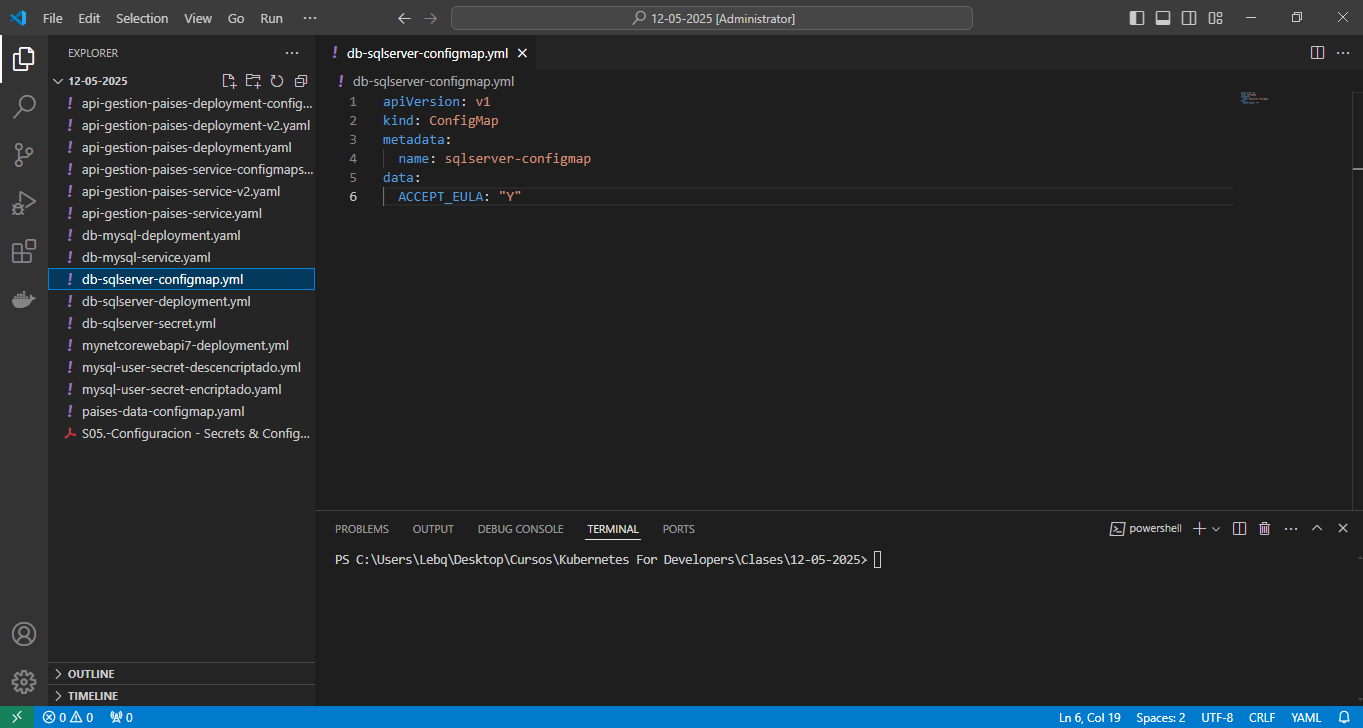 File Edit Selection View Go Run ···
12-05-2025 [Administrator]
EXPLORER
12-05-2025
api-gestion-paises-deployment-config...
api-gestion-paises-deployment-v2.yaml
api-gestion-paises-deployment.yaml
api-gestion-paises-service-configmaps...
api-gestion-paises-service-v2.yaml
api-gestion-paises-service.yaml
db-mysql-deployment.yaml
db-mysql-service.yaml
db-sqlserver-configmap.yml
db-sqlserver-deployment.yml
db-sqlserver-secret.yml
mynetcorewebapi7-deployment.yml
mysql-user-secret-descencriptado.yml
mysql-user-secret-encriptado.yaml
paises-data-configmap.yaml
S05.-Configuracion - Secrets & Config...
OUTLINE
TIMELINE
! db-sqlserver-configmap.yml
! db-sqlserver-configmap.yml
1 apiVersion: v1
2 kind: ConfigMap
3 metadata:
4   name: sqlserver-configmap
5 data:
6   ACCEPT_EULA: "Y"
PROBLEMS OUTPUT DEBUG CONSOLE TERMINAL PORTS
powershell
PS C:\Users\Lebq\Desktop\Cursos\Kubernetes For Developers\Clases\12-05-2025>
0 0 0
Ln 6, Col 19 Spaces: 2 UTF-8 CRLF YAML